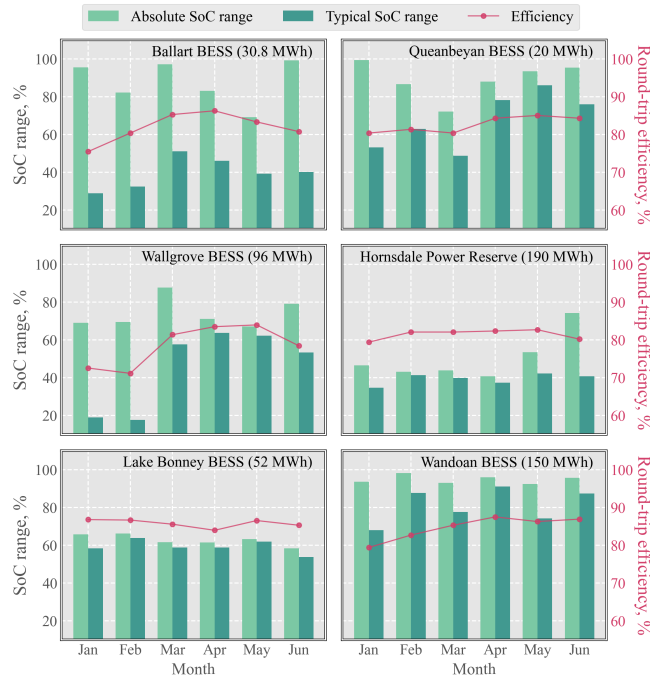 Absolute SoC range Typical SoC range Efficiency
Ballart BESS (30.8 MWh)
Queanbeyan BESS (20 MWh)
SoC range, %
100
80
60
40
20
100
90
80
70
60
Round-trip efficiency, %
Wallgrove BESS (96 MWh)
Hornsdale Power Reserve (190 MWh)
SoC range, %
100
80
60
40
20
100
90
80
70
60
Round-trip efficiency, %
Lake Bonney BESS (52 MWh)
Wandoan BESS (150 MWh)
SoC range, %
100
80
60
40
20
100
90
80
70
60
Round-trip efficiency, %
Jan Feb Mar Apr May Jun
Jan Feb Mar Apr May Jun
Month
Month